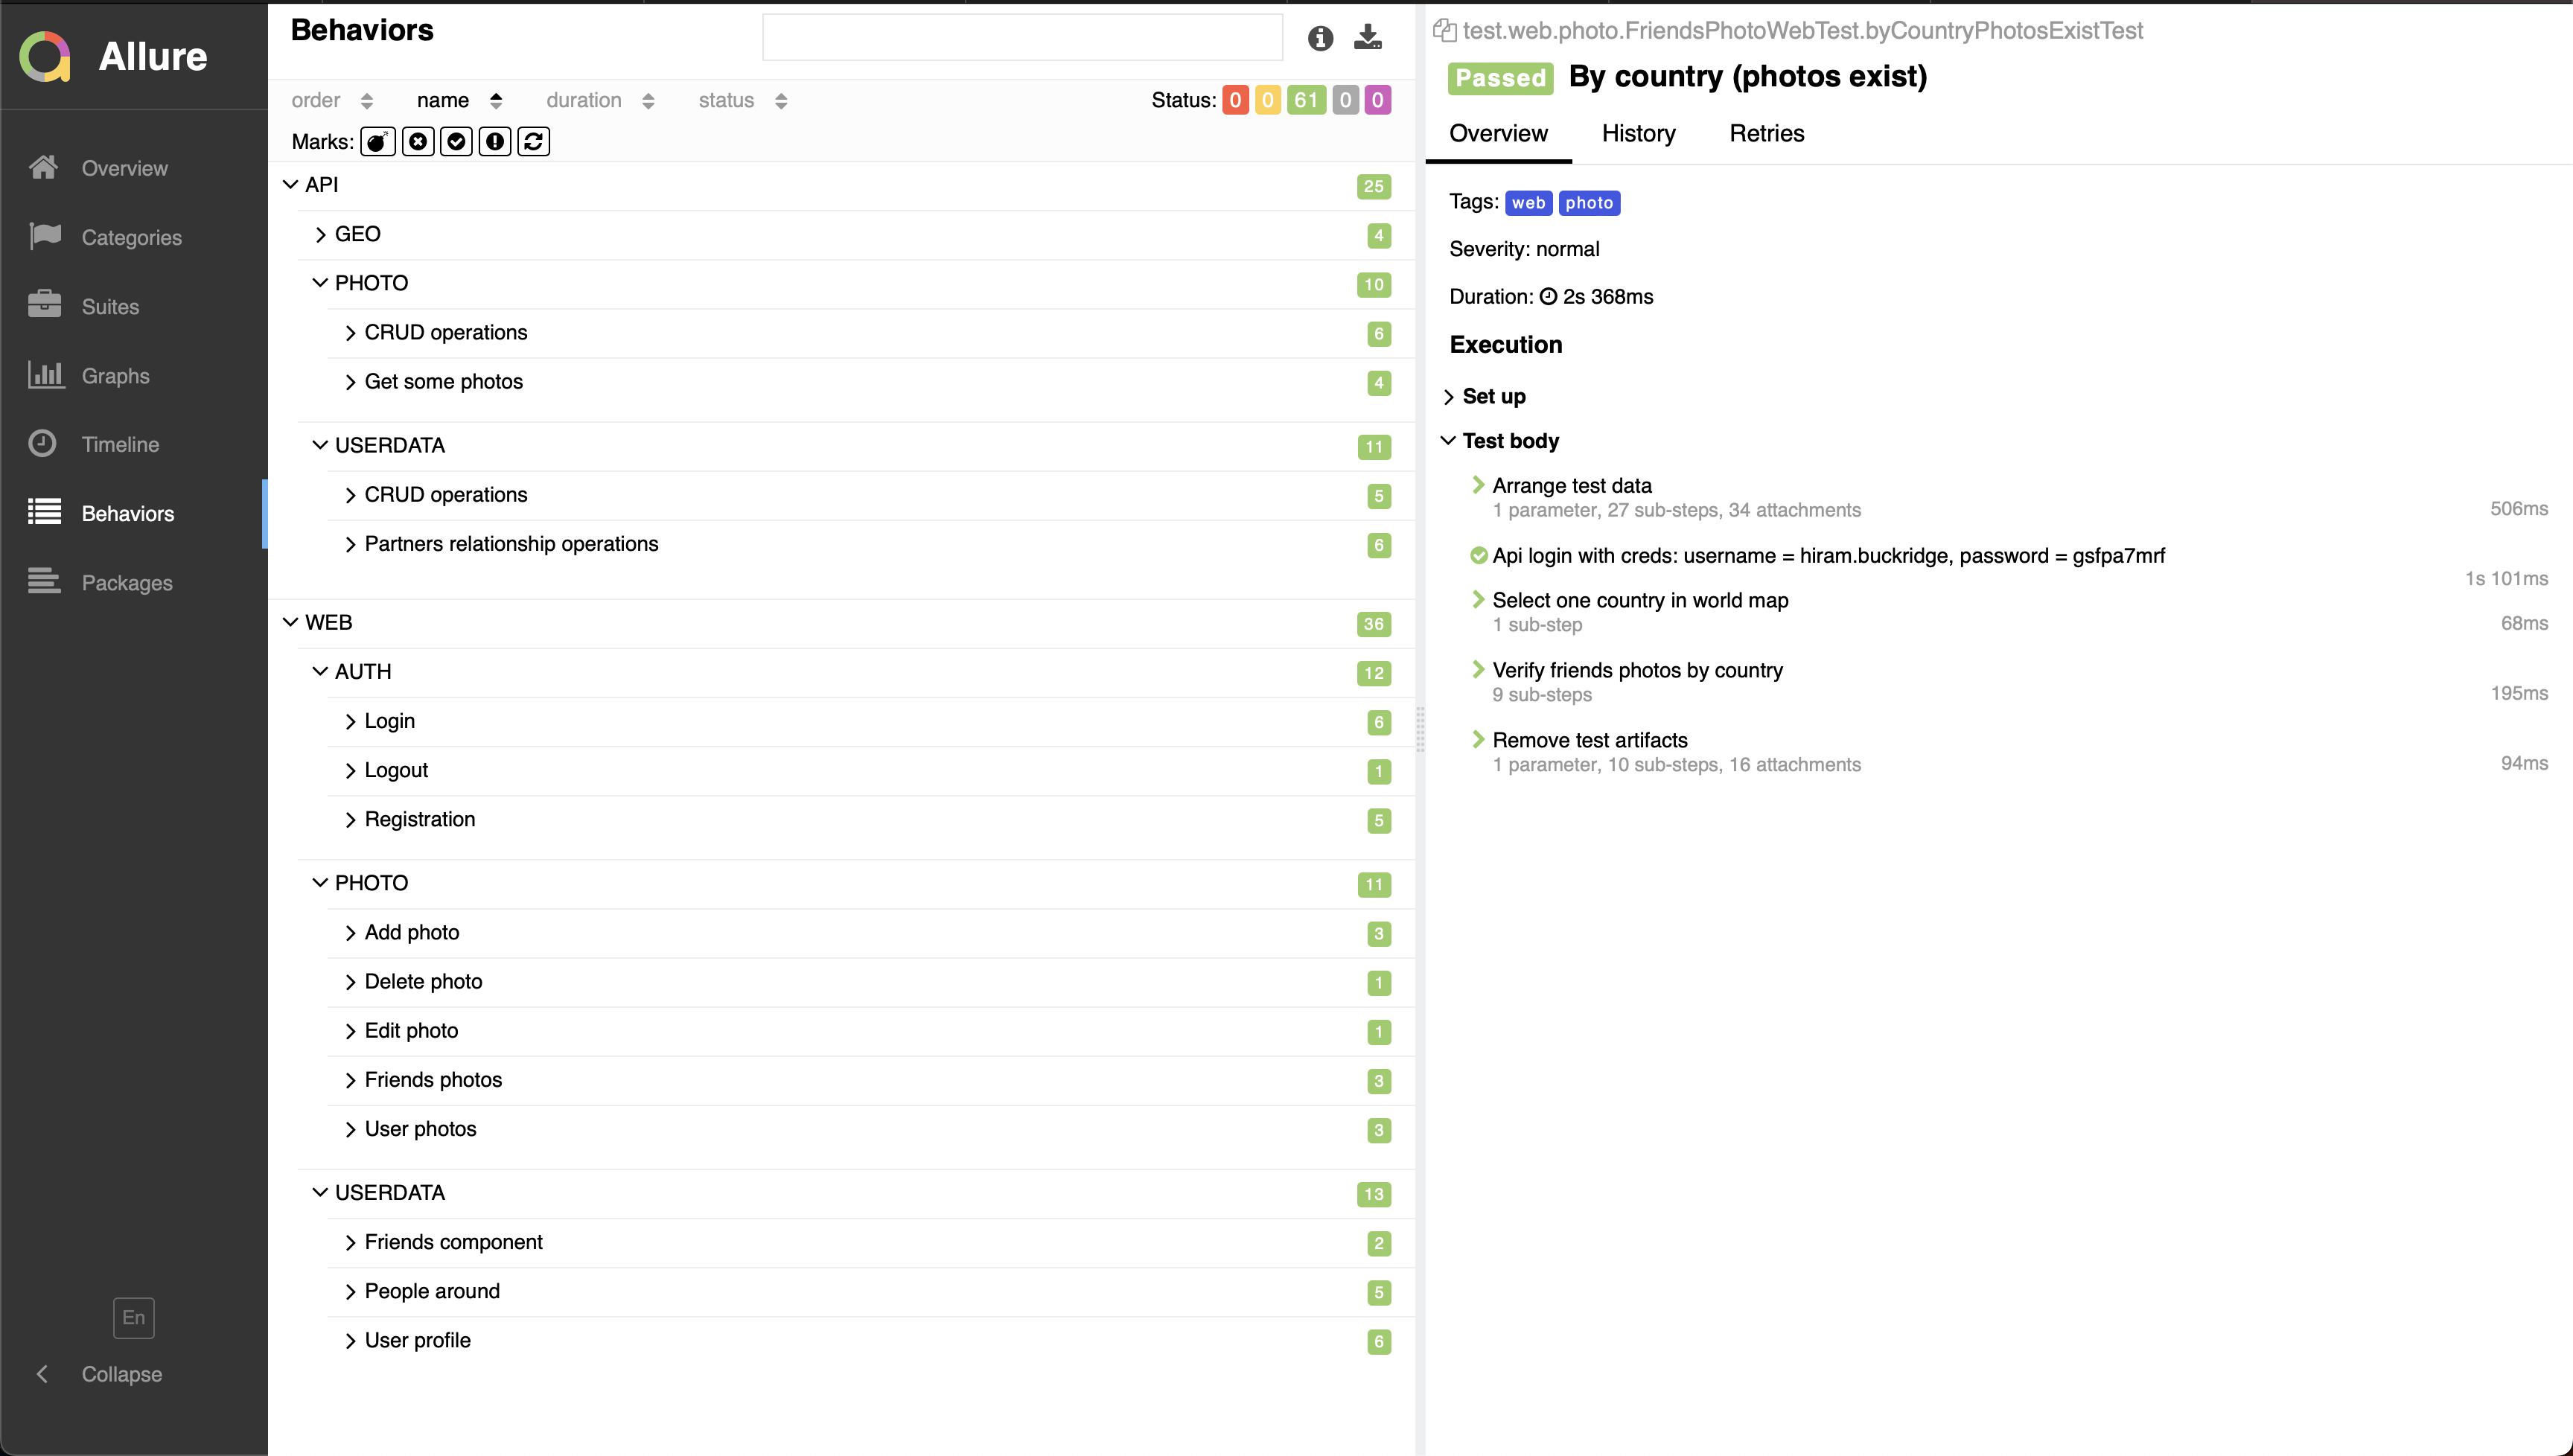 Allure
Overview
Categories
Suites
Graphs
Timeline
Behaviors
Packages
En
Collapse
Behaviors
order name duration status
Status: 0 0 61 0 0
Marks:
API 25
GEO 4
PHOTO 10
CRUD operations 6
Get some photos 4
USERDATA 11
CRUD operations 5
Partners relationship operations 6
WEB 36
AUTH 12
Login 6
Logout 1
Registration 5
PHOTO 11
Add photo 3
Delete photo 1
Edit photo 1
Friends photos 3
User photos 3
USERDATA 13
Friends component 2
People around 5
User profile 6
test.web.photo.FriendsPhotoWebTest.byCountryPhotosExistTest
Passed By country (photos exist)
Overview History Retries
Tags: web photo
Severity: normal
Duration: 2s 368ms
Execution
Set up
Test body
Arrange test data
1 parameter, 27 sub-steps, 34 attachments 506ms
Api login with creds: username = hiram.buckridge, password = gsfpa7mrf
1s 101ms
Select one country in world map
1 sub-step 68ms
Verify friends photos by country
9 sub-steps 195ms
Remove test artifacts
1 parameter, 10 sub-steps, 16 attachments 94ms